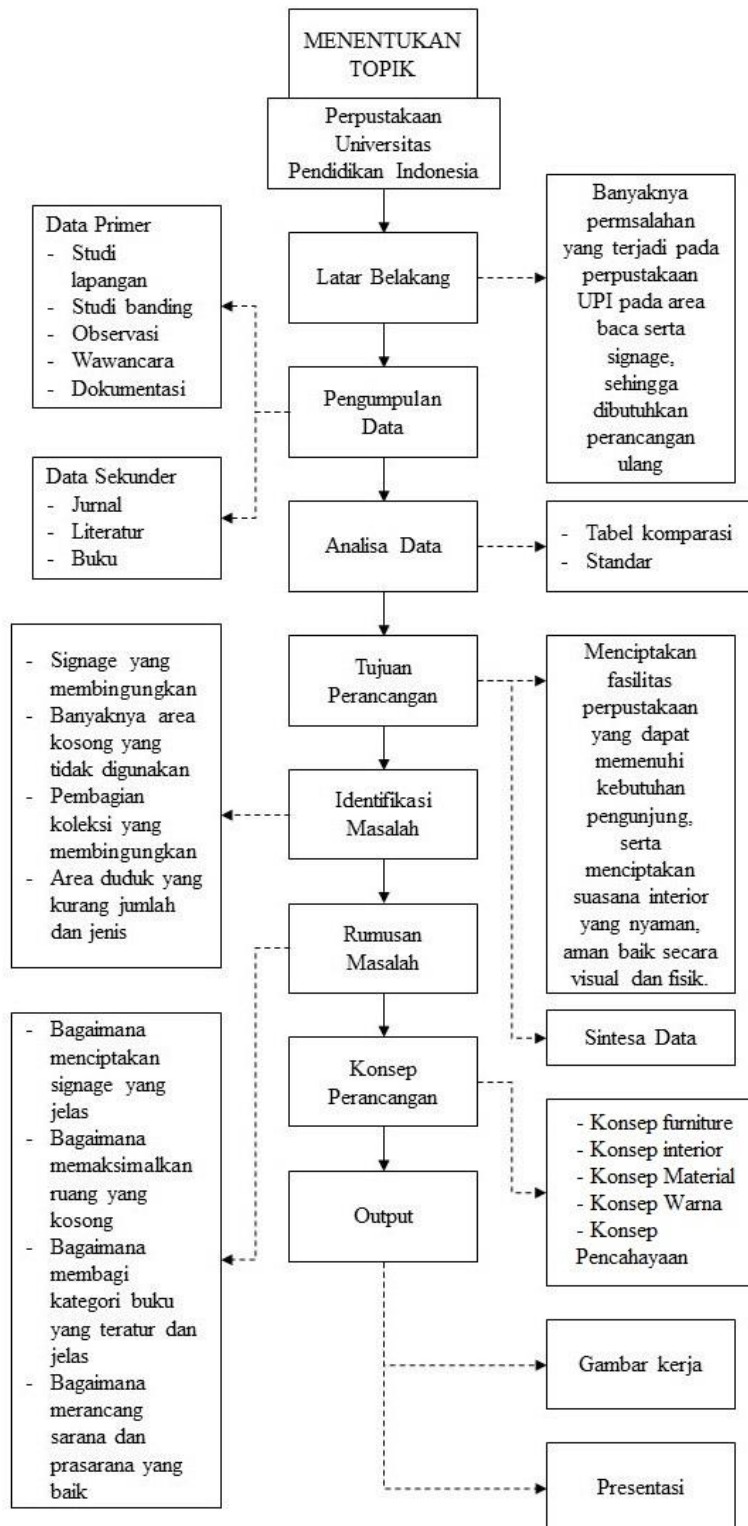 MENENTUKAN
TOPIK
Perpustakaan
Universitas
Pendidikan Indonesia
Latar Belakang
Banyaknya
permsalahan
yang terjadi pada
perpustakaan
UPI pada area
baca serta
signage,
sehingga
dibutuhkan
perancangan
ulang
Data Primer
- Studi
lapangan
- Studi banding
- Observasi
- Wawancara
- Dokumentasi
Pengumpulan
Data
Data Sekunder
- Jurnal
- Literatur
- Buku
Analisa Data
- Tabel komparasi
- Standar
Tujuan
Perancangan
Menciptakan
fasilitas
perpustakaan
yang dapat
memenuhi
kebutuhan
pengunjung,
serta
menciptakan
suasana interior
yang nyaman,
aman baik secara
visual dan fisik.
Sintesa Data
- Signage yang
membingungkan
- Banyaknya area
kosong yang
tidak digunakan
- Pembagian
koleksi yang
membingungkan
- Area duduk yang
kurang jumlah
dan jenis
Identifikasi
Masalah
Rumusan
Masalah
- Bagaimana
menciptakan
signage yang
jelas
- Bagaimana
memaksimalkan
ruang yang
kosong
- Bagaimana
membagi
kategori buku
yang teratur dan
jelas
- Bagaimana
merancang
sarana dan
prasarana yang
baik
Konsep
Perancangan
- Konsep furniture
- Konsep interior
- Konsep Material
- Konsep Warna
- Konsep
Pencahayaan
Output
Gambar kerja
Presentasi